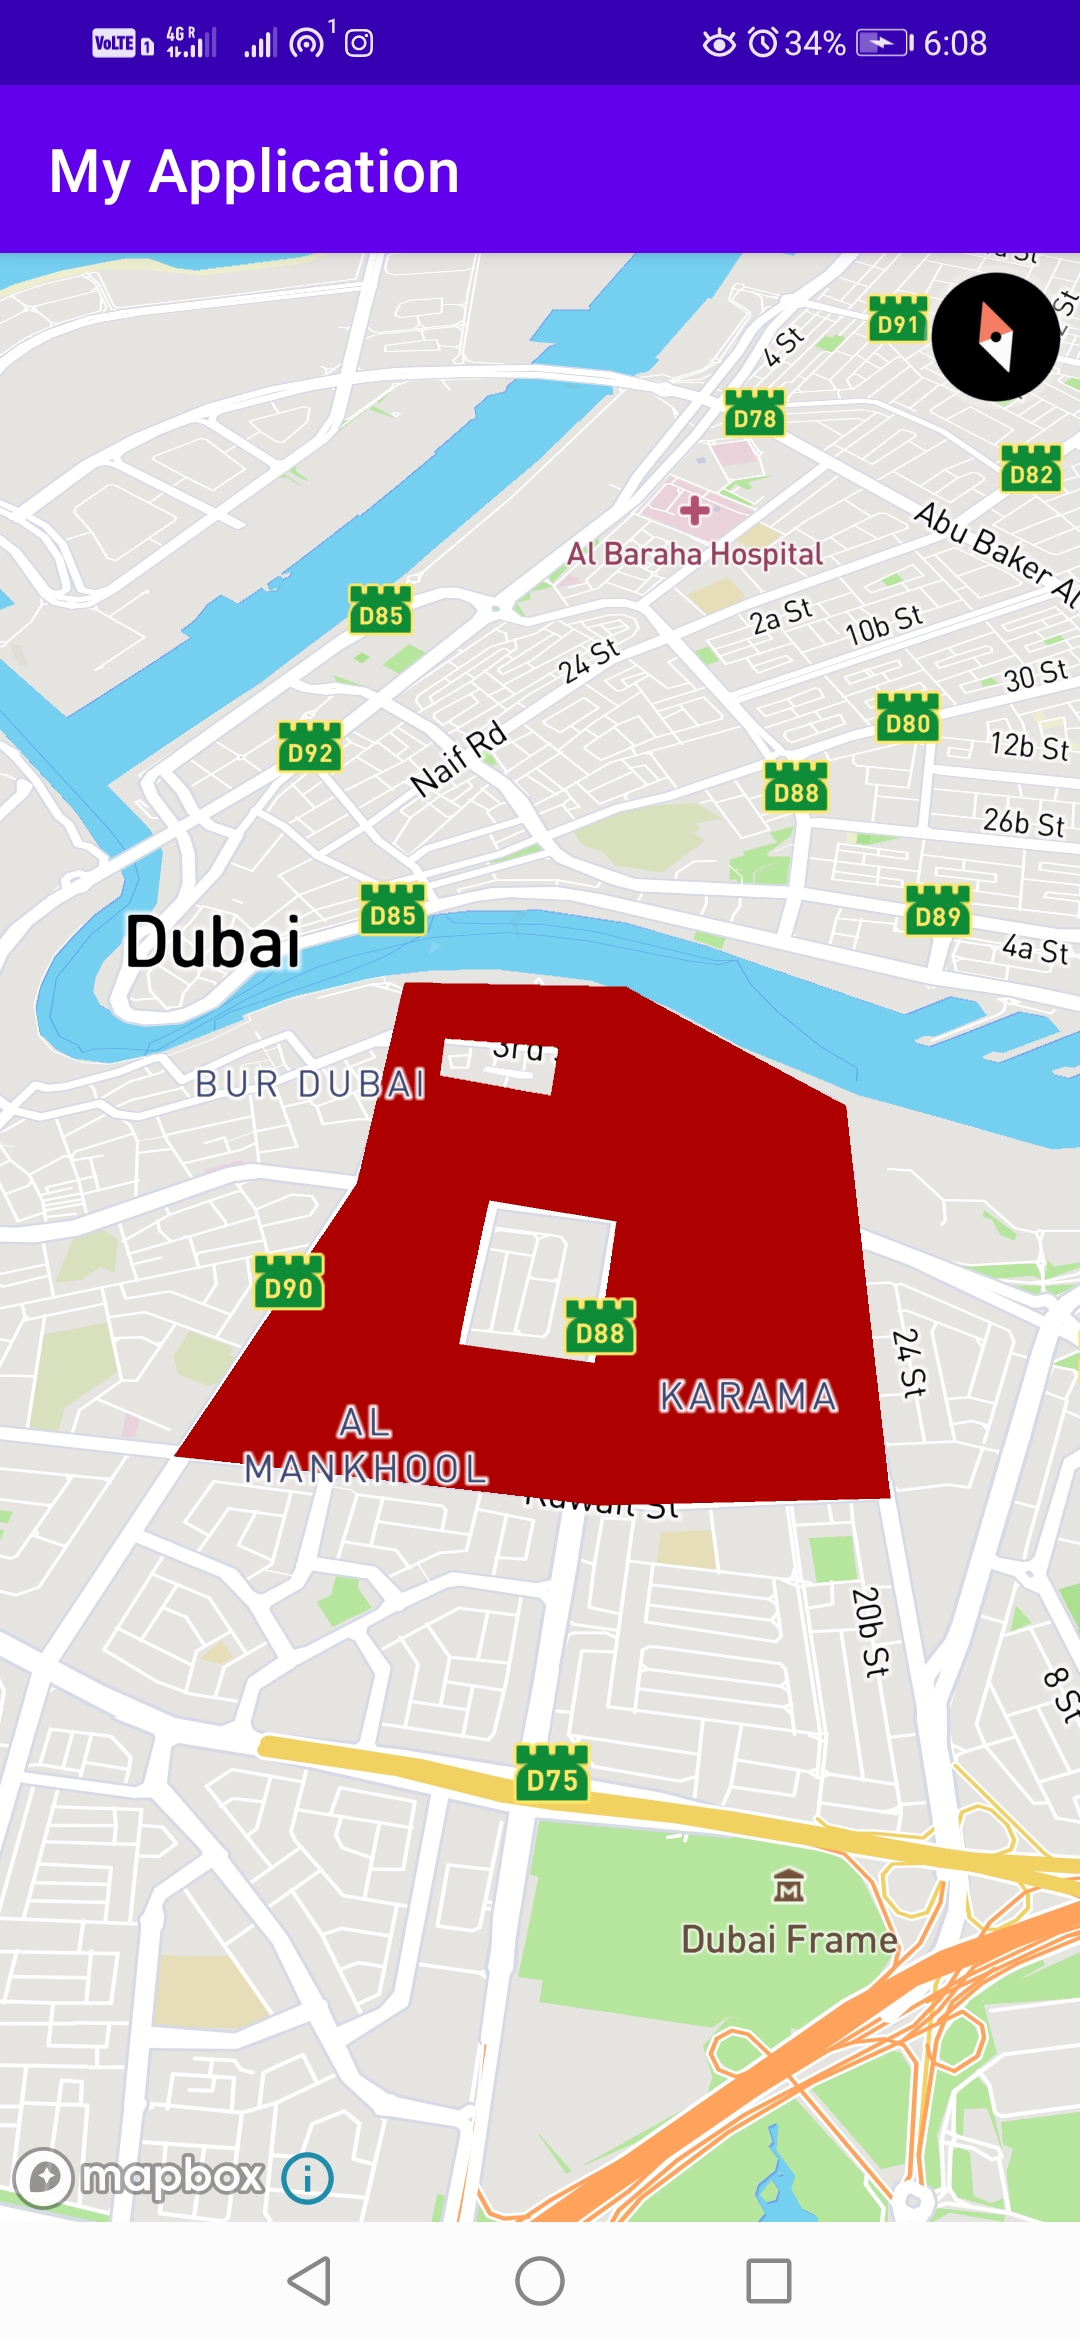 VoLTE 1 4G R 1 34% 6:08
My Application
D91
4 St
D78
D82
Al Baraha Hospital
Abu Baker Al
D85
2a St
10b St
24 St
30 St
D80
D92
Naif Rd
12b St
D88
26b St
Dubai
D85
D89
4a St
3rd
BUR DUBAI
D90
D88
24 St
KARAMA
AL
MANKHOOL
Kuwait St
20b St
8 St
D75
Dubai Frame
mapbox